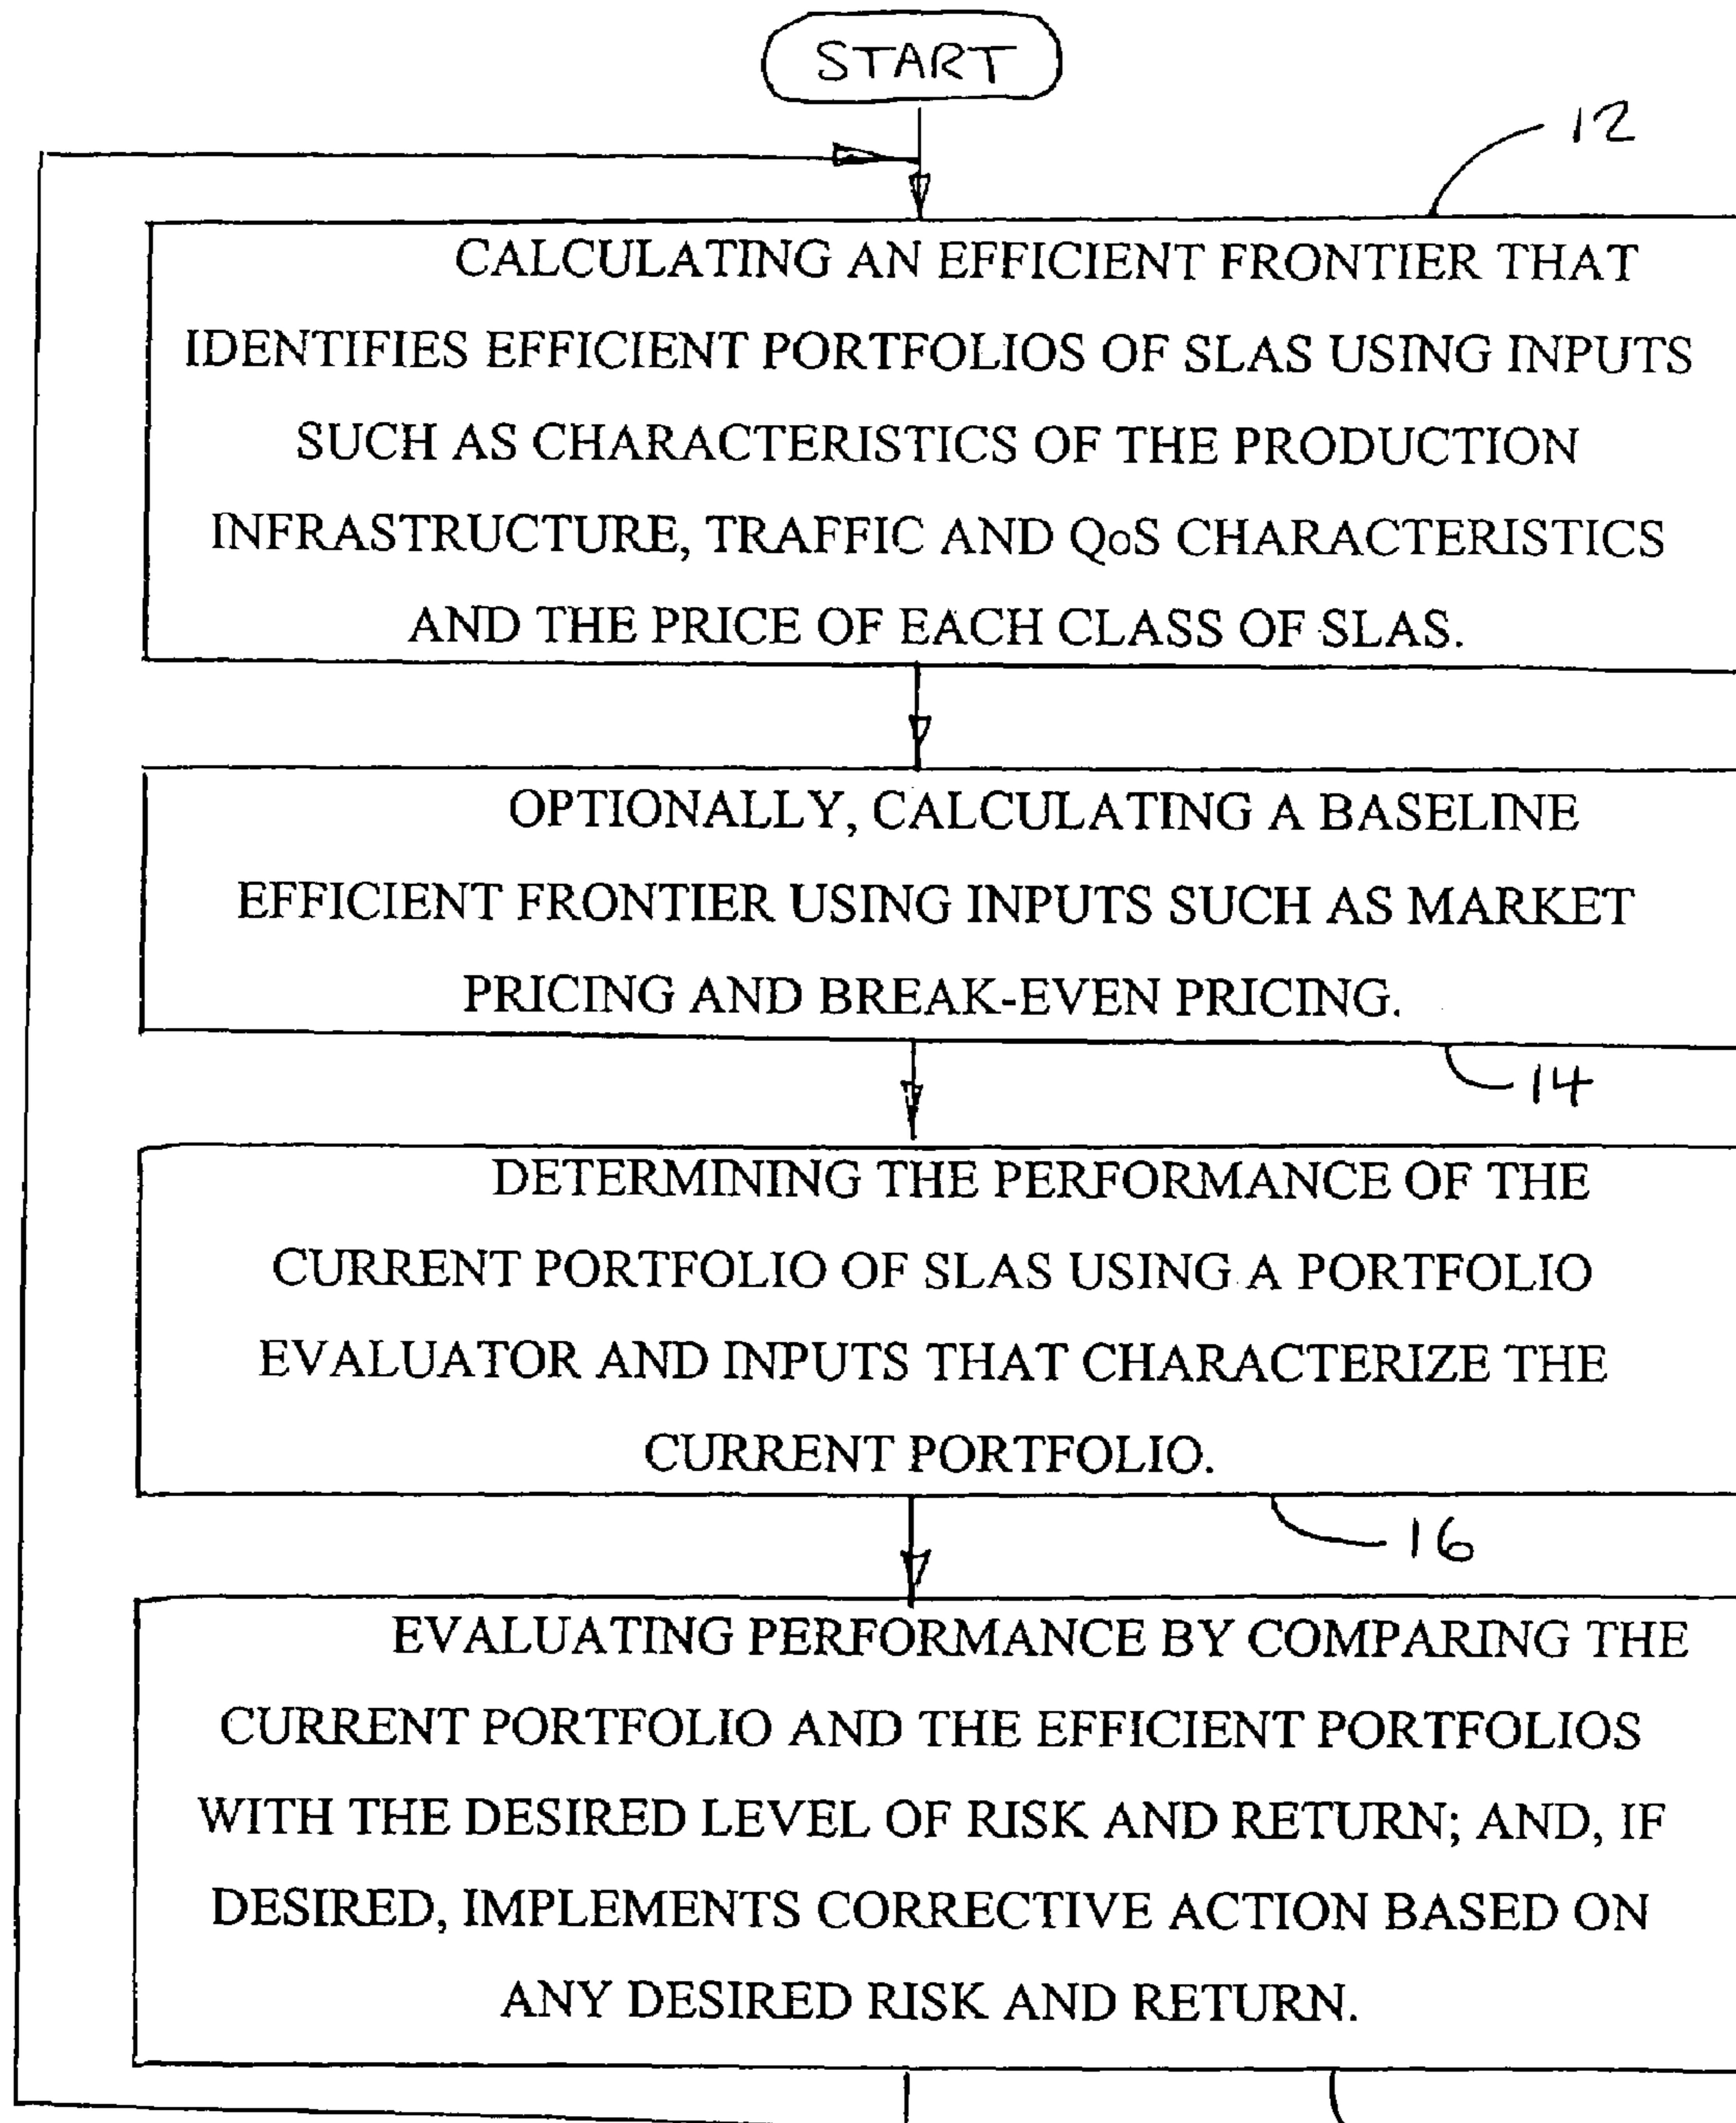 START
12
CALCULATING AN EFFICIENT FRONTIER THAT
IDENTIFIES EFFICIENT PORTFOLIOS OF SLAS USING INPUTS
SUCH AS CHARACTERISTICS OF THE PRODUCTION
INFRASTRUCTURE, TRAFFIC AND QoS CHARACTERISTICS
AND THE PRICE OF EACH CLASS OF SLAS.
OPTIONALLY, CALCULATING A BASELINE
EFFICIENT FRONTIER USING INPUTS SUCH AS MARKET
PRICING AND BREAK-EVEN PRICING.
14
DETERMINING THE PERFORMANCE OF THE
CURRENT PORTFOLIO OF SLAS USING A PORTFOLIO
EVALUATOR AND INPUTS THAT CHARACTERIZE THE
CURRENT PORTFOLIO.
16
EVALUATING PERFORMANCE BY COMPARING THE
CURRENT PORTFOLIO AND THE EFFICIENT PORTFOLIOS
WITH THE DESIRED LEVEL OF RISK AND RETURN; AND, IF
DESIRED, IMPLEMENTS CORRECTIVE ACTION BASED ON
ANY DESIRED RISK AND RETURN.